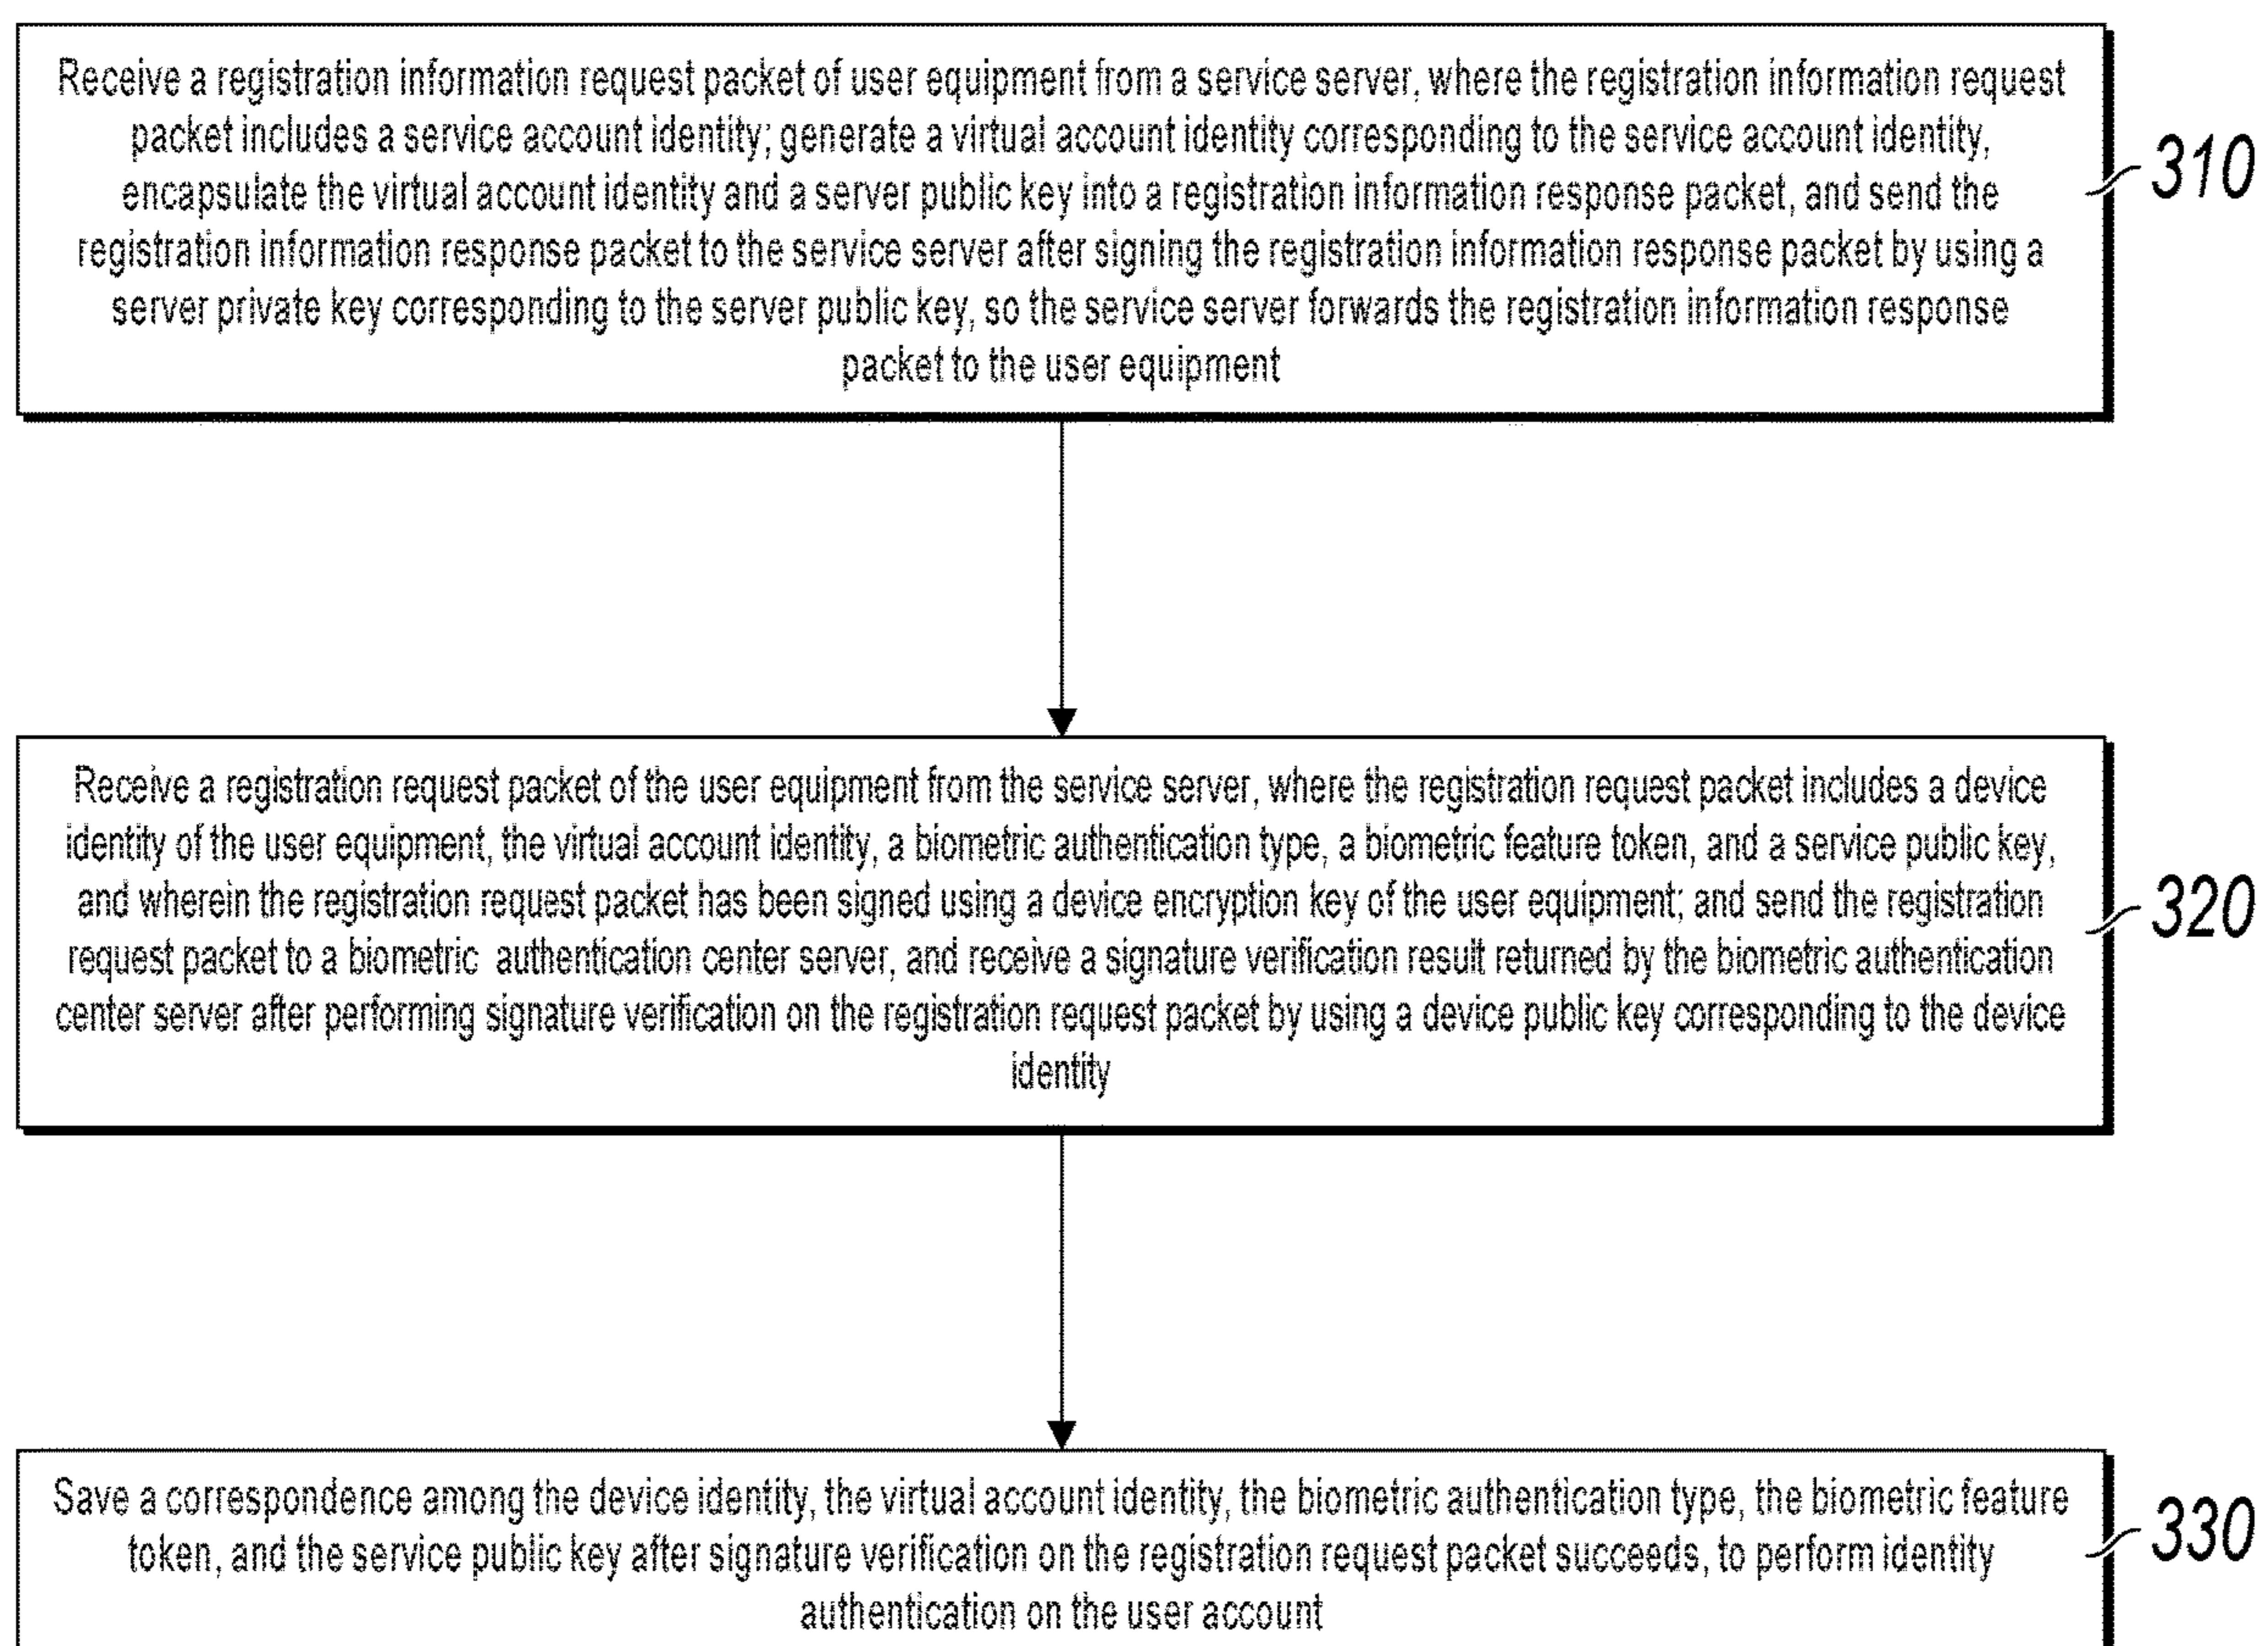 Receive a registration information request packet of user equipment from a service server, where the registration information request
packet includes a service account identity; generate a virtual account identity corresponding to the service account identity,
encapsulate the virtual account identity and a server public key into a registration information response packet, and send the
registration information response packet to the service server after signing the registration information response packet by using a
server private key corresponding to the server public key, so the service server forwards the registration information response
packet to the user equipment
310
Receive a registration request packet of the user equipment from the service server, where the registration request packet includes a device
identity of the user equipment, the virtual account identity, a biometric authentication type, a biometric feature token, and a service public key,
and wherein the registration request packet has been signed using a device encryption key of the user equipment; and send the registration
request packet to a biometric authentication center server, and receive a signature verification result returned by the biometric authentication
center server after performing signature verification on the registration request packet by using a device public key corresponding to the device
identity
320
Save a correspondence among the device identity, the virtual account identity, the biometric authentication type, the biometric feature
token, and the service public key after signature verification on the registration request packet succeeds, to perform identity
authentication on the user account
330